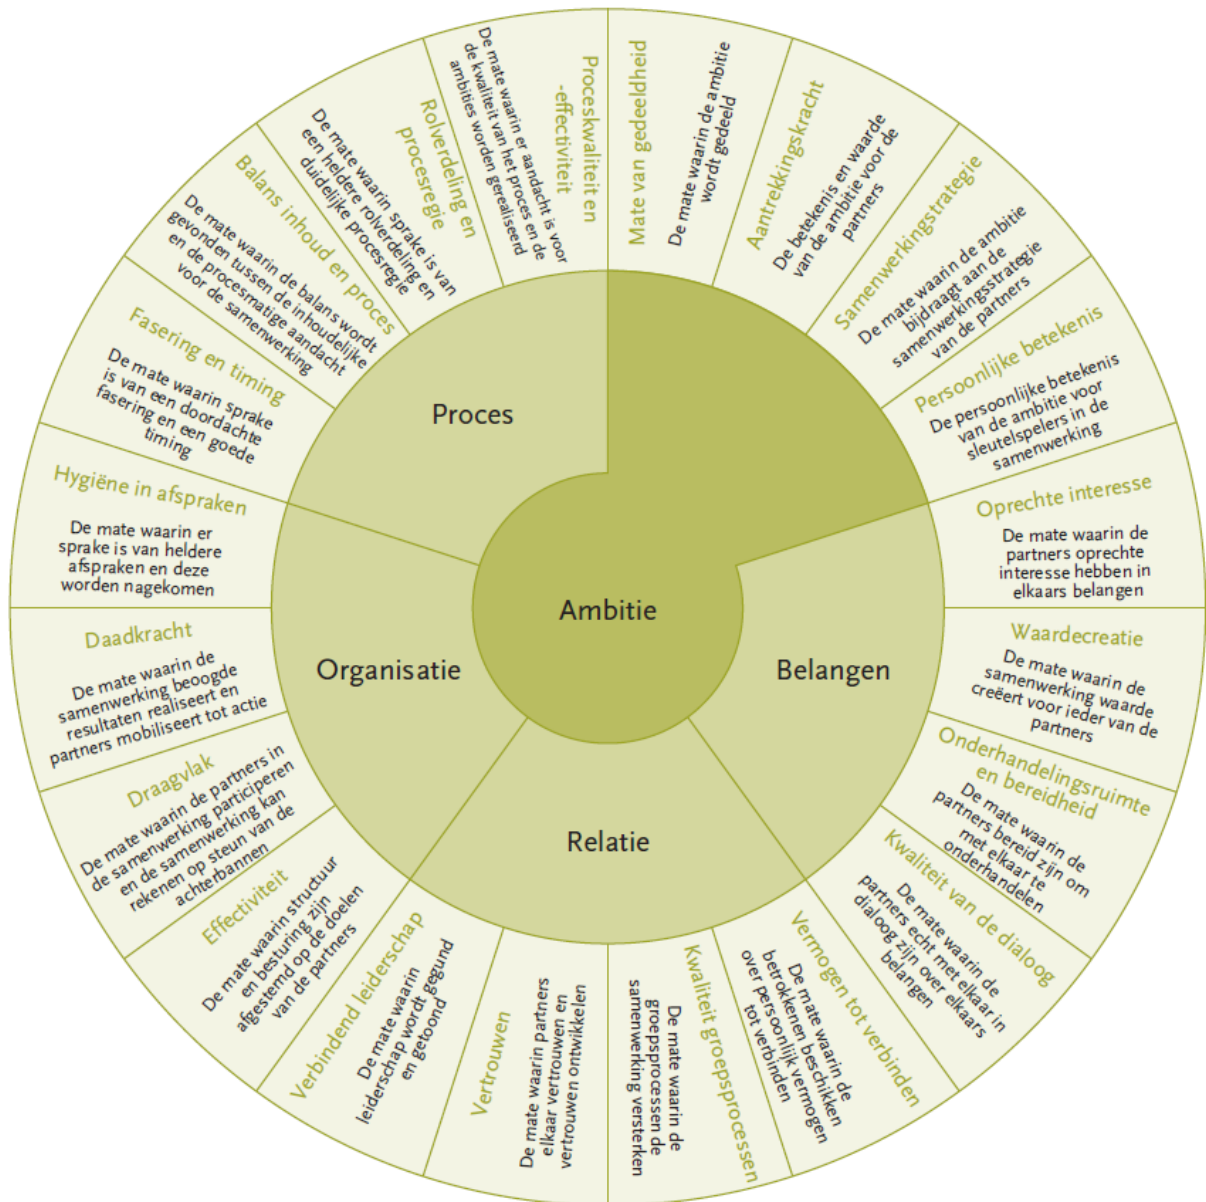 Mate van gedeeldheid
De mate waarin de ambitie
wordt gedeeld
Aantrekkingskracht
De betekenis en waarde
van de ambitie voor de
partners
Samenwerkingstrategie
De mate waarin de ambitie
bijdraagt aan de
samenwerkingsstrategie
van de partners
Persoonlijke betekenis
De persoonlijke betekenis
van de ambitie voor
sleutelspelers in de
samenwerking
Oprechte interesse
De mate waarin de
partners oprechte
interesse hebben in
elkaars belangen
Waardecreatie
De mate waarin de
samenwerking waarde
creëert voor ieder van de
partners
Onderhandelingsruimte
en bereidheid
De mate waarin de
partners bereid zijn om
met elkaar te
onderhandelen
Kwaliteit van de dialoog
De mate waarin de
partners echt met elkaar in
dialoog zijn over elkaars
belangen
Vermogen tot verbinden
De mate waarin de
betrokkenen beschikken
over persoonlijk vermogen
tot verbinden
Kwaliteit groepsprocessen
De mate waarin de
groepsprocessen de
samenwerking versterken
Vertrouwen
De mate waarin partners
elkaar vertrouwen en
vertrouwen ontwikkelen
Verbindend leiderschap
De mate waarin
leiderschap wordt gegund
en getoond
Effectiviteit
De mate waarin structuur
en besturing zijn
afgestemd op de doelen
van de partners
Draagvlak
De mate waarin de partners in
de samenwerking participeren
en de samenwerking kan
rekenen op steun van de
achterbannen
Daadkracht
De mate waarin de
samenwerking beoogde
resultaten realiseert en
partners mobiliseert tot actie
Hygiëne in afspraken
De mate waarin er
sprake is van heldere
afspraken en deze
worden nagekomen
Fasering en timing
De mate waarin sprake
is van een doordachte
fasering en een goede
timing
Balans inhoud en proces
De mate waarin de balans wordt
gevonden tussen de inhoudelijke
en de procesmatige aandacht
voor de samenwerking
Rolverdeling en
procesregie
De mate waarin sprake is van
een heldere rolverdeling en
duidelijke procesregie
Proceskwaliteit en
-effectiviteit
De mate waarin er aandacht is voor
de kwaliteit van het proces en de
ambities worden gerealiseerd
Proces
Ambitie
Organisatie
Belangen
Relatie